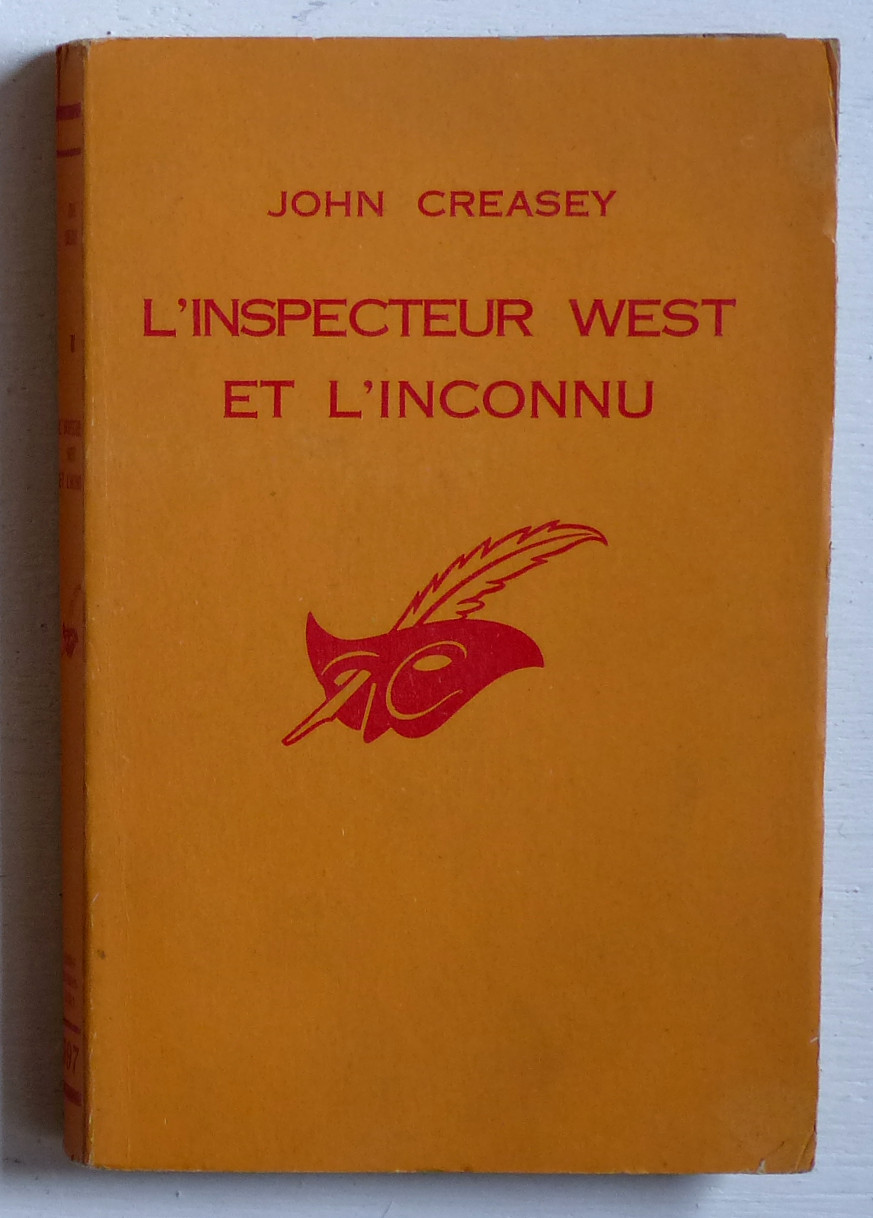 JOHN CREASEY
L'INSPECTEUR WEST
ET L'INCONNU